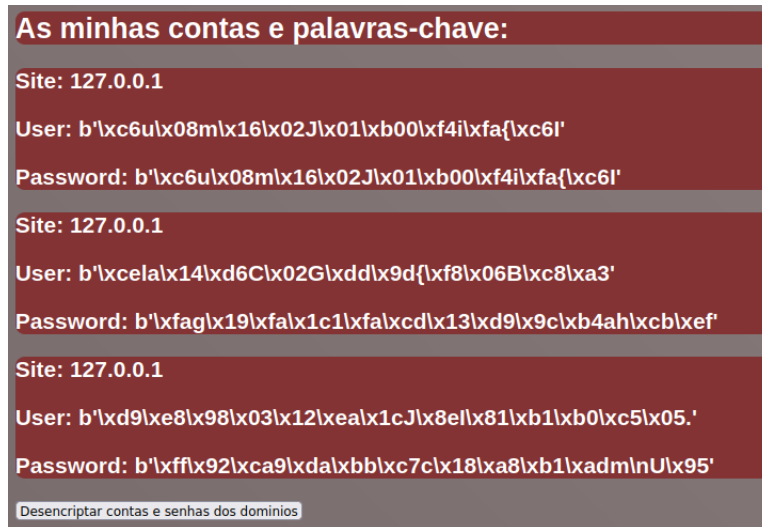 As minhas contas e palavras-chave:
Site: 127.0.0.1
User: b'\xc6u\x08m\x16\x02J\x01\xb00\xf4i\xfa{\xc6I'
Password: b'\xc6u\x08m\x16\x02J\x01\xb00\xf4i\xfa{\xc6I'
Site: 127.0.0.1
User: b'\xcela\x14\xd6C\x02G\xdd\x9d{\xf8\x06B\xc8\xa3'
Password: b'\xfag\x19\xfa\x1c1\xfa\xcd\x13\xd9\x9c\xb4ah\xcb\xef'
Site: 127.0.0.1
User: b'\xd9\xe8\x98\x03\x12\xea\x1cJ\x8el\x81\xb1\xb0\xc5\x05.'
Password: b'\xff\x92\xca9\xda\xbb\xc7c\x18\xa8\xb1\xadm\nU\x95'
Desencriptar contas e senhas dos dominios